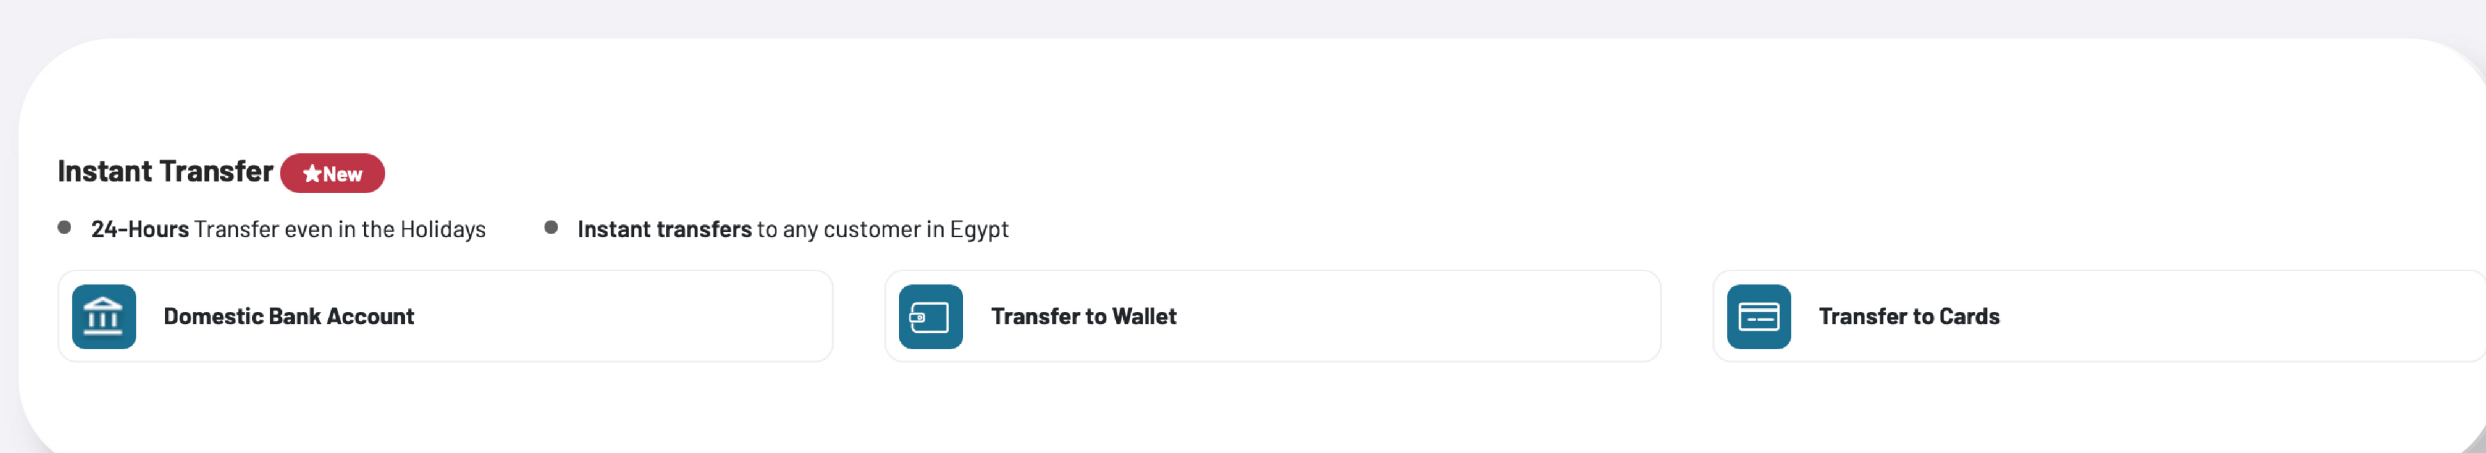 Instant Transfer ★New
• 24-Hours Transfer even in the Holidays • Instant transfers to any customer in Egypt
Domestic Bank Account Transfer to Wallet Transfer to Cards